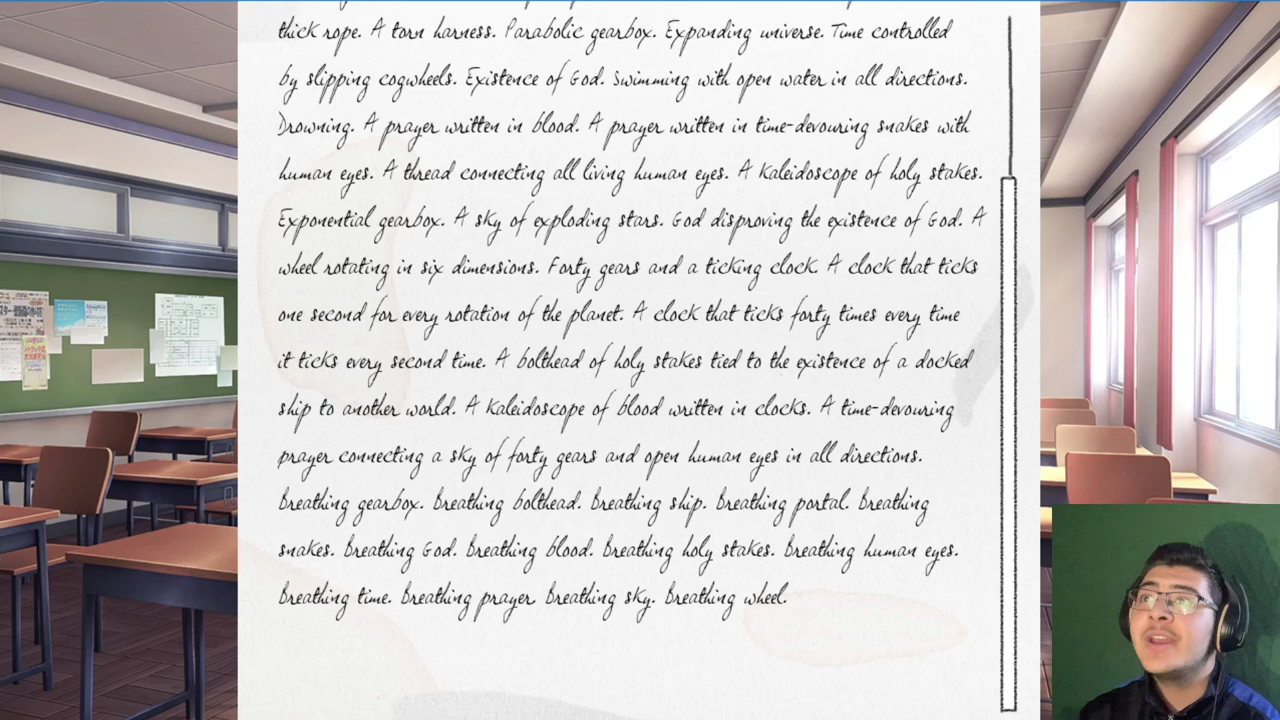 thick rope. A torn harness. Parabolic gearbox. Expanding universe. Time controlled
by slipping cogwheels. Existence of God. Swimming with open water in all directions.
Drowning. A prayer written in blood. A prayer written in time-devouring snakes with
human eyes. A thread connecting all living human eyes. A kaleidoscope of holy stakes.
Exponential gearbox. A sky of exploding stars. God disproving the existence of God. A
wheel rotating in six dimensions. Forty gears and a ticking clock. A clock that ticks
one second for every rotation of the planet. A clock that ticks forty times every time
it ticks every second time. A bolthead of holy stakes tied to the existence of a docked
ship to another world. A kaleidoscope of blood written in clocks. A time-devouring
prayer connecting a sky of forty gears and open human eyes in all directions.
Breathing gearbox. Breathing bolthead. Breathing ship. Breathing portal. Breathing
snakes. Breathing God. Breathing blood. Breathing holy stakes. Breathing human eyes.
Breathing time. Breathing prayer. Breathing sky. Breathing wheel.